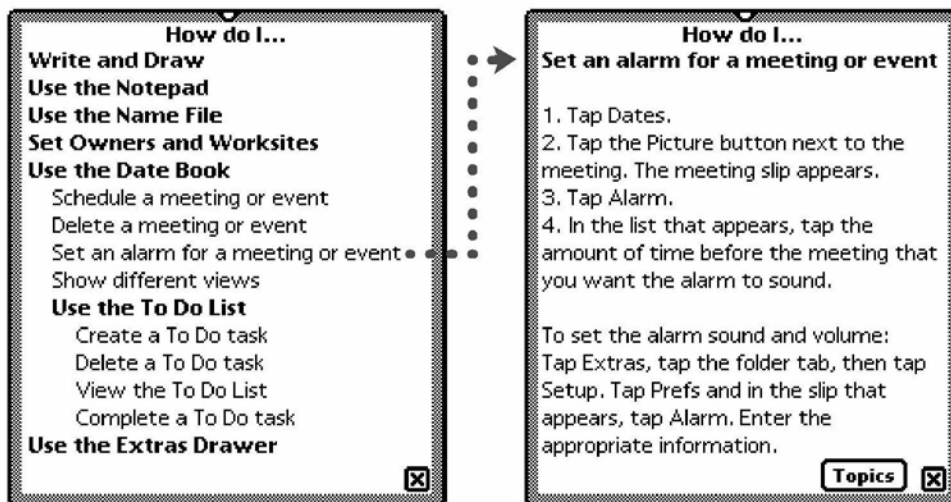 How do I...
Write and Draw
Use the Notepad
Use the Name File
Set Owners and Worksites
Use the Date Book
Schedule a meeting or event
Delete a meeting or event
Set an alarm for a meeting or event
Show different views
Use the To Do List
Create a To Do task
Delete a To Do task
View the To Do List
Complete a To Do task
Use the Extras Drawer
How do I...
Set an alarm for a meeting or event
1. Tap Dates.
2. Tap the Picture button next to the
meeting. The meeting slip appears.
3. Tap Alarm.
4. In the list that appears, tap the
amount of time before the meeting that
you want the alarm to sound.
To set the alarm sound and volume:
Tap Extras, tap the folder tab, then tap
Setup. Tap Prefs and in the slip that
appears, tap Alarm. Enter the
appropriate information.
Topics